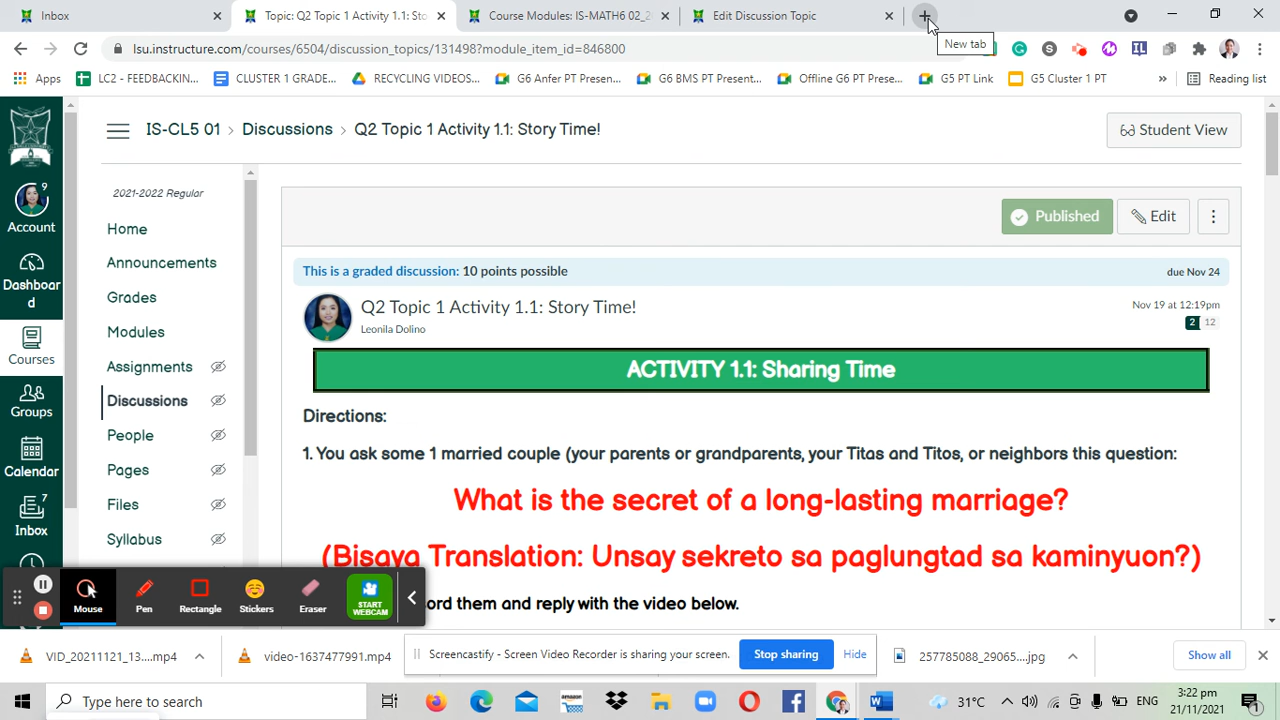 Inbox
Topic: Q2 Topic 1 Activity 1.1: Sto
Course Modules: IS-MATH6 02_2
Edit Discussion Topic
New tab
lsu.instructure.com/courses/6504/discussion_topics/131498?module_item_id=846800
Apps
LC2 - FEEDBACKIN...
CLUSTER 1 GRADE...
RECYCLING VIDEOS...
G6 Anfer PT Presen...
G6 BMS PT Present...
Offline G6 PT Prese...
G5 PT Link
G5 Cluster 1 PT
»
Reading list
IS-CL5 01 › Discussions › Q2 Topic 1 Activity 1.1: Story Time!
Student View
9
Account
Dashboar
d
Courses
Groups
Calendar
7
Inbox
2021-2022 Regular
Home
Announcements
Grades
Modules
Assignments
Discussions
People
Pages
Files
Syllabus
Published
Edit
This is a graded discussion: 10 points possible
due Nov 24
Q2 Topic 1 Activity 1.1: Story Time!
Leonila Dolino
Nov 19 at 12:19pm
2 12
ACTIVITY 1.1: Sharing Time
Directions:
1. You ask some 1 married couple (your parents or grandparents, your Titas and Titos, or neighbors this question:
What is the secret of a long-lasting marriage?
(Bisaya Translation: Unsay sekreto sa paglungtad sa kaminyuon?)
ord them and reply with the video below.
Mouse
Pen
Rectangle
Stickers
Eraser
START
WEBCAM
VID_20211121_13....mp4
video-1637477991.mp4
Screencastify - Screen Video Recorder is sharing your screen.
Stop sharing
Hide
257785088_29065....jpg
Show all
Type here to search
amazon
31°C
ENG
3:22 pm
21/11/2021
1